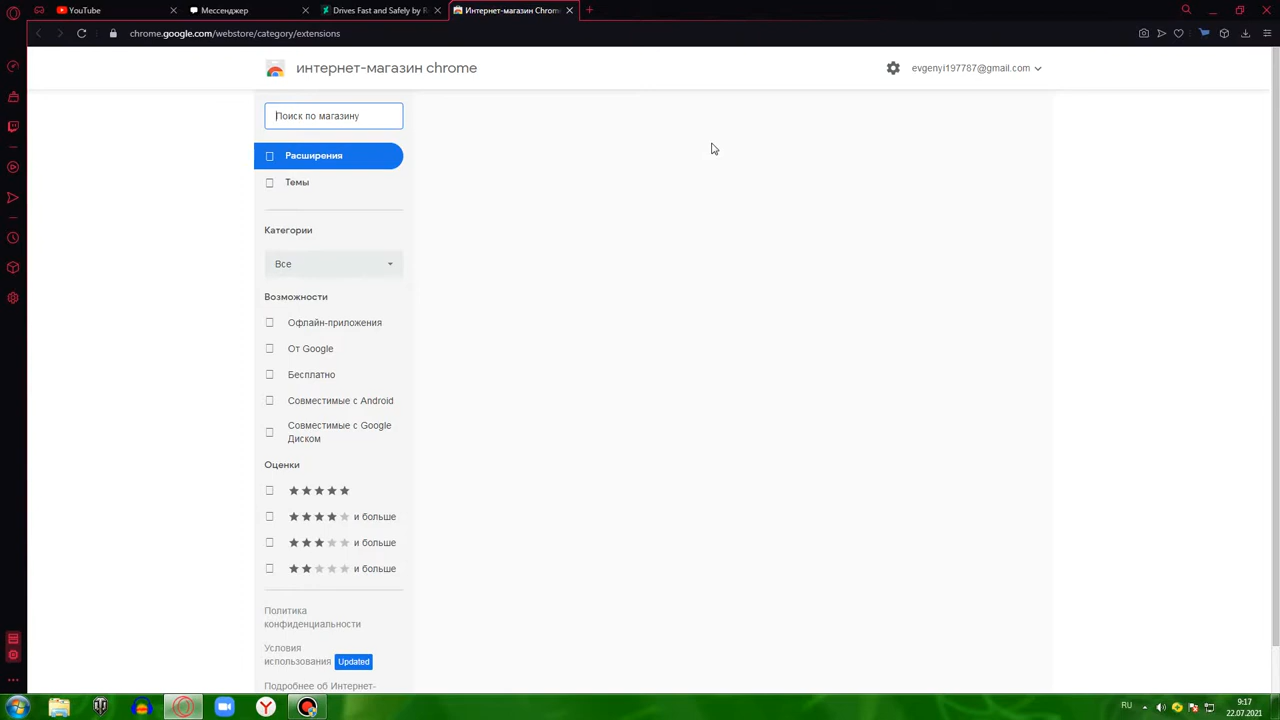 YouTube
Мессенджер
Drives Fast and Safely by R
Интернет-магазин Chrom
chrome.google.com/webstore/category/extensions
интернет-магазин chrome
evgenyi197787@gmail.com
Поиск по магазину
Расширения
Темы
Категории
Все
Возможности
Офлайн-приложения
От Google
Бесплатно
Совместимые с Android
Совместимые с Google
Диском
Оценки
и больше
и больше
и больше
Политика
конфиденциальности
Условия
использования Updated
Подробнее об Интернет-
RU
9:17
22.07.2021